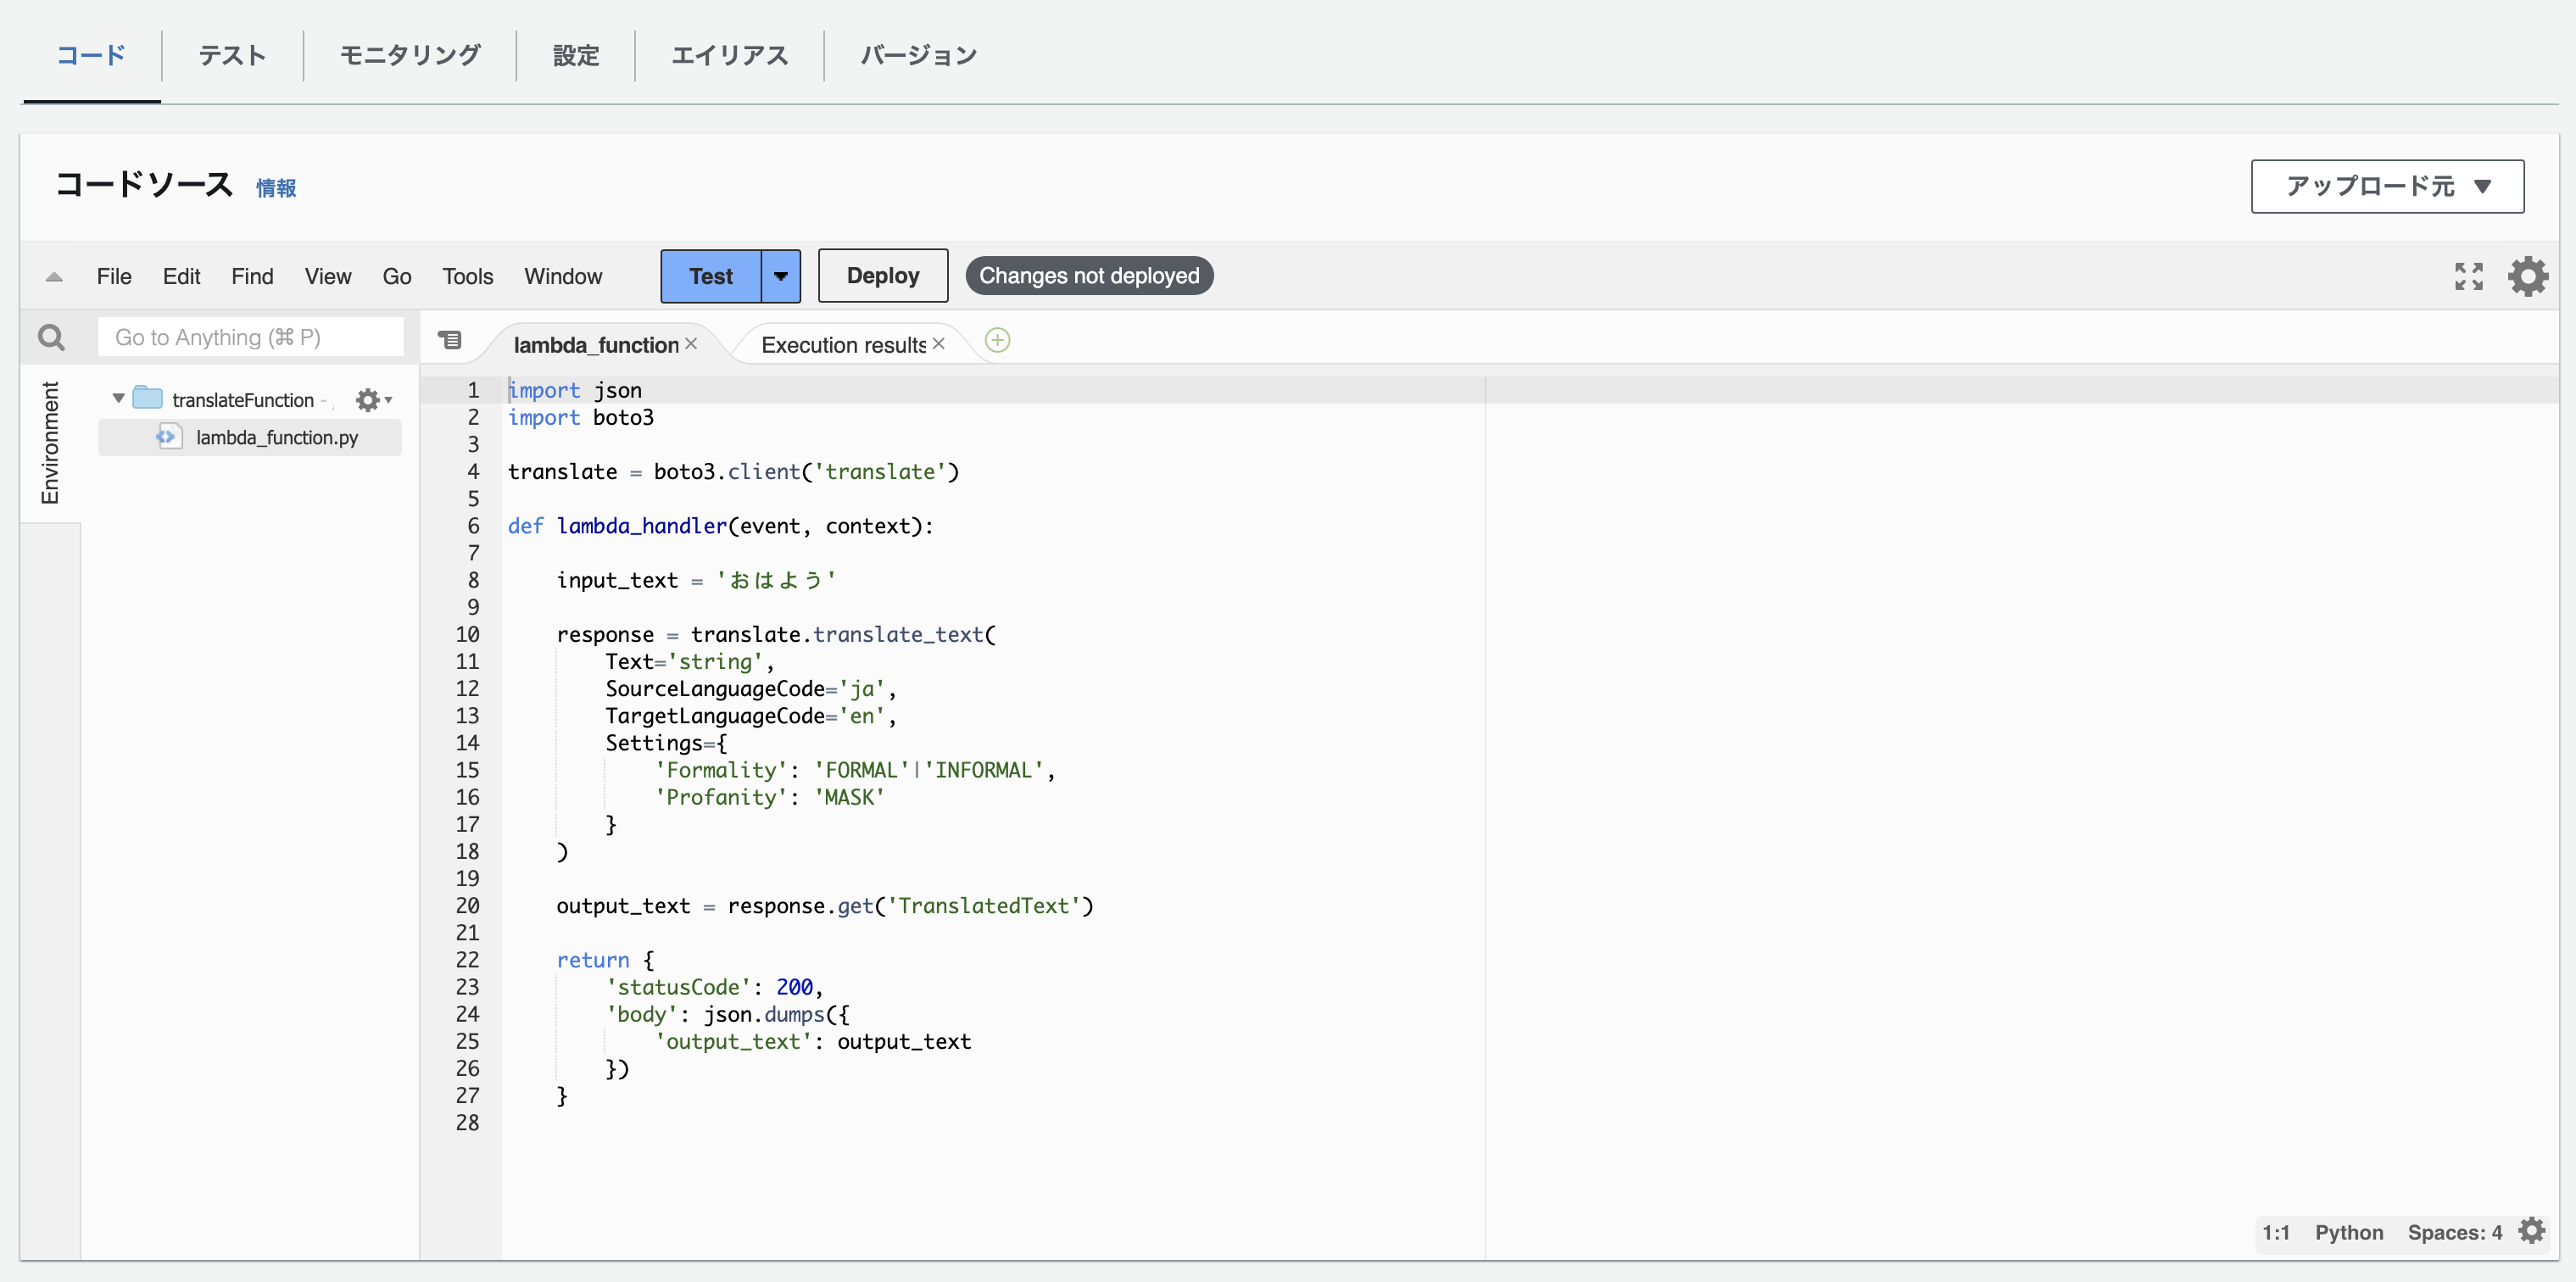 コード テスト モニタリング 設定 エイリアス バージョン
コードソース 情報 アップロード元
File Edit Find View Go Tools Window Test Deploy Changes not deployed
Go to Anything (⌘ P) lambda_function Execution results
Environment
translateFunction -
lambda_function.py
1 import json
2 import boto3
3
4 translate = boto3.client('translate')
5
6 def lambda_handler(event, context):
7
8     input_text = 'おはよう'
9
10     response = translate.translate_text(
11         Text='string',
12         SourceLanguageCode='ja',
13         TargetLanguageCode='en',
14         Settings={
15             'Formality': 'FORMAL'|'INFORMAL',
16             'Profanity': 'MASK'
17         }
18     )
19
20     output_text = response.get('TranslatedText')
21
22     return {
23         'statusCode': 200,
24         'body': json.dumps({
25             'output_text': output_text
26         })
27     }
28
1:1 Python Spaces: 4